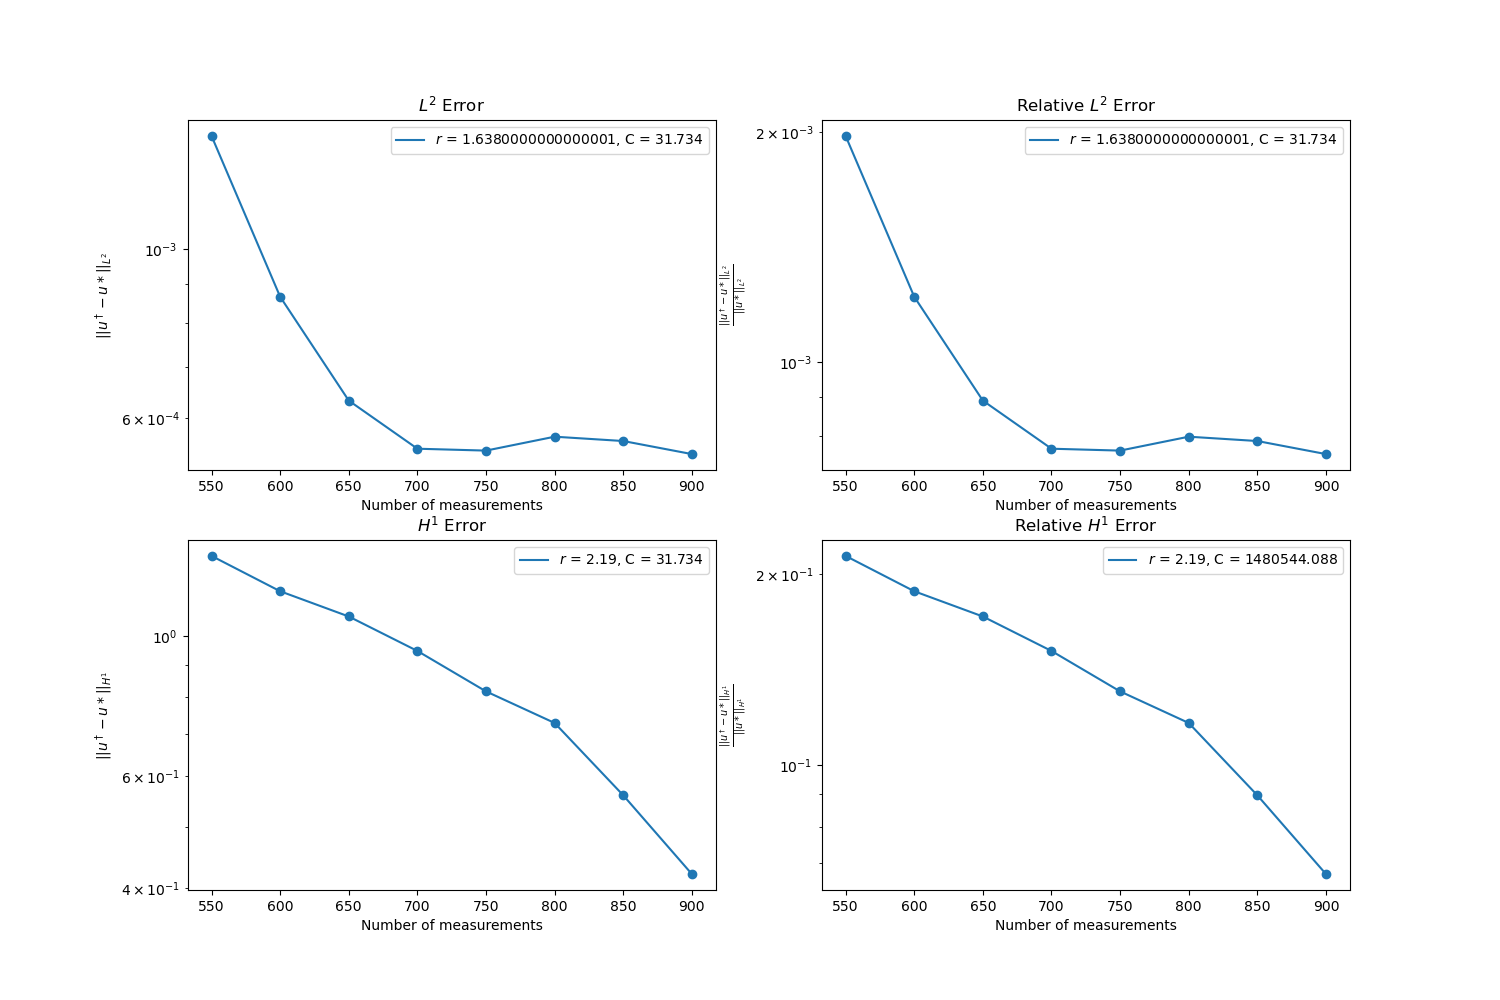 L² Error
r = 1.6380000000000001, C = 31.734
||u† − u*||_L²
10⁻³
6 × 10⁻⁴
550 600 650 700 750 800 850 900
Number of measurements
Relative L² Error
r = 1.6380000000000001, C = 31.734
||u† − u*||_L²
||u*||_L²
2 × 10⁻³
10⁻³
550 600 650 700 750 800 850 900
Number of measurements
H¹ Error
r = 2.19, C = 31.734
||u† − u*||_H¹
10⁰
6 × 10⁻¹
4 × 10⁻¹
550 600 650 700 750 800 850 900
Number of measurements
Relative H¹ Error
r = 2.19, C = 1480544.088
||u† − u*||_H¹
||u*||_H¹
2 × 10⁻¹
10⁻¹
550 600 650 700 750 800 850 900
Number of measurements